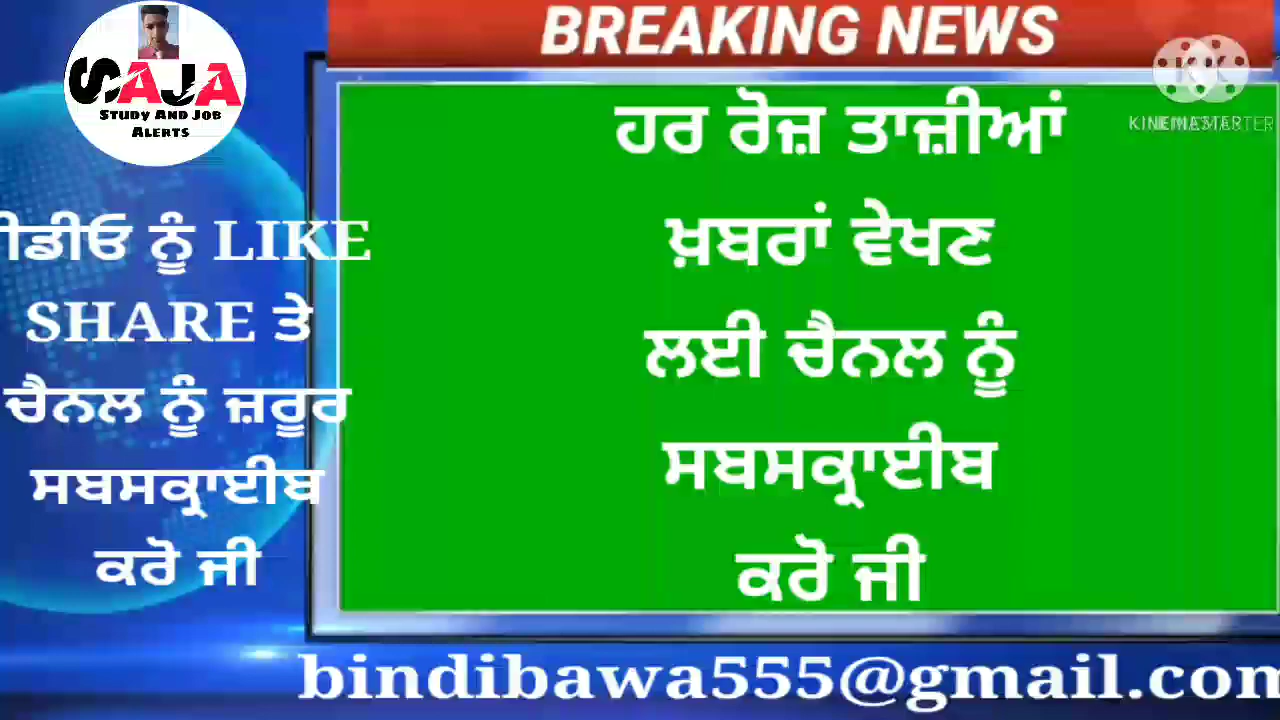 BREAKING NEWS
SAJA
STUDY AND JOB
ALERTS
ਹਰ ਰੋਜ਼ ਤਾਜ਼ੀਆਂ
ਖ਼ਬਰਾਂ ਵੇਖਣ
ਲਈ ਚੈਨਲ ਨੂੰ
ਸਬਸਕ੍ਰਾਈਬ
ਕਰੋ ਜੀ
ੀਡੀਓ ਨੂੰ LIKE
SHARE ਤੇ
ਚੈਨਲ ਨੂੰ ਜ਼ਰੂਰ
ਸਬਸਕ੍ਰਾਈਬ
ਕਰੋ ਜੀ
bindibawa555@gmail.com